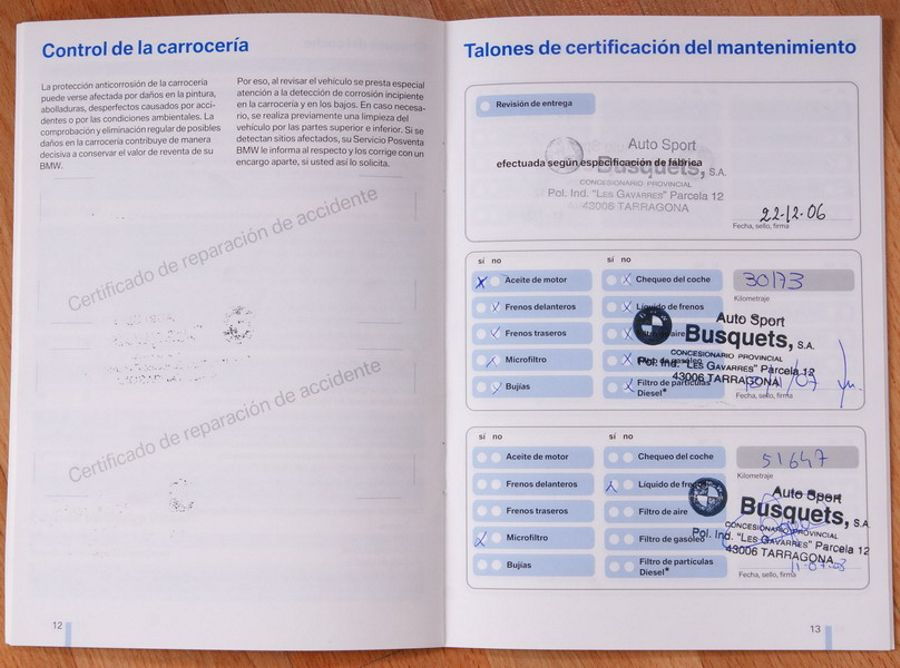 Control de la carrocería
La protección anticorrosión de la carrocería
puede verse afectada por daños en la pintura,
abolladuras, desperfectos causados por acci-
dentes o por las condiciones ambientales. La
comprobación y eliminación regular de posibles
daños en la carrocería contribuye de manera
decisiva a conservar el valor de reventa de su
BMW.
Por eso, al revisar el vehículo se presta especial
atención a la detección de corrosión incipiente
en la carrocería y en los bajos. En caso necesa-
rio, se realiza previamente una limpieza del
vehículo por las partes superior e inferior. Si se
detectan sitios afectados, su Servicio Posventa
BMW le informa al respecto y los corrige con un
encargo aparte, si usted así lo solicita.
Certificado de reparación de accidente
Certificado de reparación de accidente
12
Talones de certificación del mantenimiento
Revisión de entrega
efectuada según especificación de fábrica
Auto Sport
Busquets, S.A.
CONCESIONARIO PROVINCIAL
Pol. Ind. "LES GAVARRES" Parcela 12
43006 TARRAGONA
22-12-06
Fecha, sello, firma
sí no
sí no
Aceite de motor
Chequeo del coche
30173
Kilometraje
Frenos delanteros
Líquido de frenos
Frenos traseros
Filtro de aire
Microfiltro
Filtro de gasóleo
Bujías
Filtro de partículas
Diesel*
Auto Sport
Busquets, S.A.
CONCESIONARIO PROVINCIAL
Pol. Ind. "LES GAVARRES" Parcela 12
43006 TARRAGONA
Fecha, sello, firma
sí no
sí no
Aceite de motor
Chequeo del coche
51647
Kilometraje
Frenos delanteros
Líquido de frenos
Frenos traseros
Filtro de aire
Microfiltro
Filtro de gasóleo
Bujías
Filtro de partículas
Diesel*
Auto Sport
Busquets, S.A.
CONCESIONARIO PROVINCIAL
Pol. Ind. "LES GAVARRES" Parcela 12
43006 TARRAGONA
11-07-08
Fecha, sello, firma
13